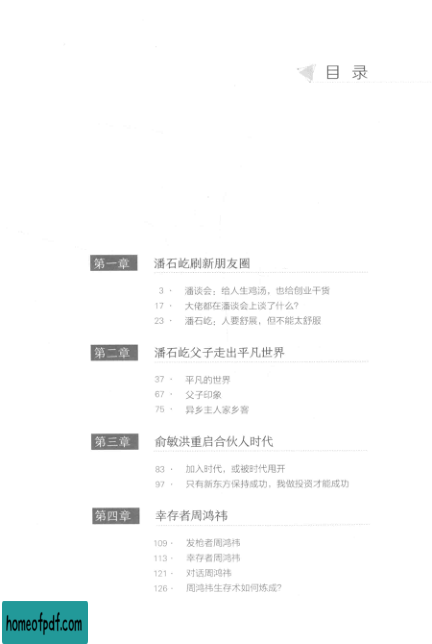 目 录
第一章 潘石屹刷新朋友圈
3 · 潘谈会：给人生鸡汤，也给创业干货
17 · 大佬都在潘谈会上谈了什么？
23 · 潘石屹：人要舒展，但不能太舒服
第二章 潘石屹父子走出平凡世界
37 · 平凡的世界
67 · 父子印象
75 · 异乡主人家乡客
第三章 俞敏洪重启合伙人时代
83 · 加入时代，或被时代甩开
97 · 只有新东方保持成功，我做投资才能成功
第四章 幸存者周鸿祎
109 · 发枪者周鸿祎
113 · 幸存者周鸿祎
121 · 对话周鸿祎
126 · 周鸿祎生存术如何炼成？
homeofpdf.com